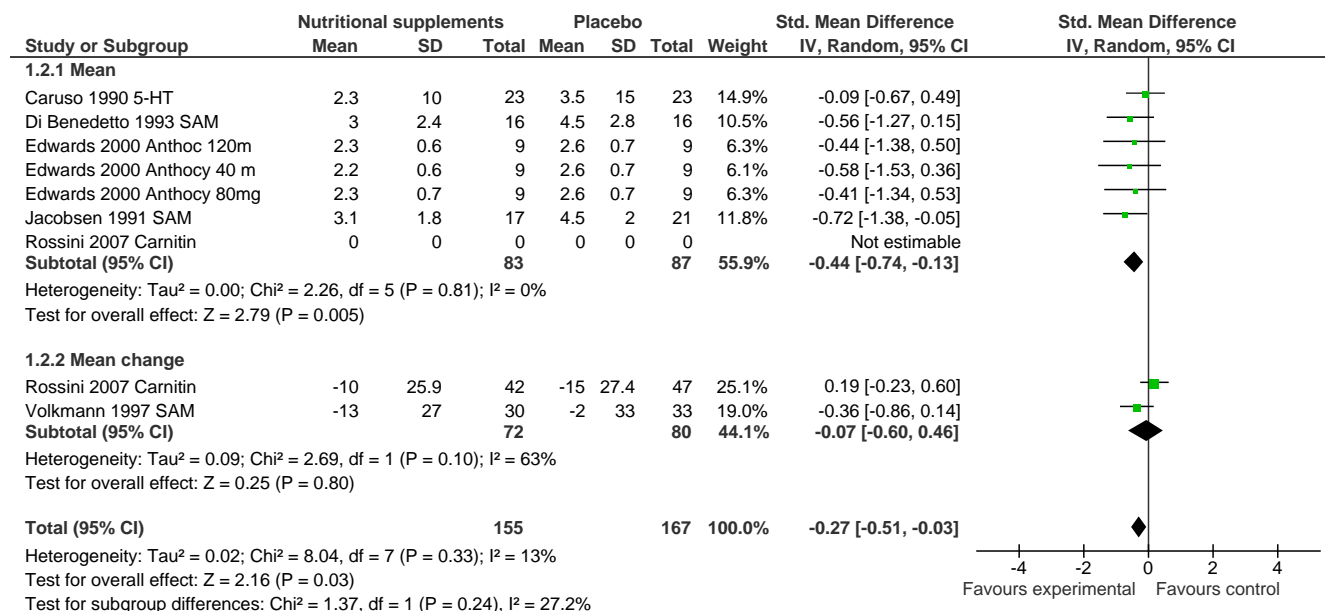 Nutritional supplements Placebo Std. Mean Difference Std. Mean Difference
Study or Subgroup Mean SD Total Mean SD Total Weight IV, Random, 95% CI IV, Random, 95% CI
1.2.1 Mean
Caruso 1990 5-HT 2.3 10 23 3.5 15 23 14.9% -0.09 [-0.67, 0.49]
Di Benedetto 1993 SAM 3 2.4 16 4.5 2.8 16 10.5% -0.56 [-1.27, 0.15]
Edwards 2000 Anthoc 120m 2.3 0.6 9 2.6 0.7 9 6.3% -0.44 [-1.38, 0.50]
Edwards 2000 Anthocy 40 m 2.2 0.6 9 2.6 0.7 9 6.1% -0.58 [-1.53, 0.36]
Edwards 2000 Anthocy 80mg 2.3 0.7 9 2.6 0.7 9 6.3% -0.41 [-1.34, 0.53]
Jacobsen 1991 SAM 3.1 1.8 17 4.5 2 21 11.8% -0.72 [-1.38, -0.05]
Rossini 2007 Carnitin 0 0 0 0 0 0 Not estimable
Subtotal (95% CI) 83 87 55.9% -0.44 [-0.74, -0.13]
Heterogeneity: Tau² = 0.00; Chi² = 2.26, df = 5 (P = 0.81); I² = 0%
Test for overall effect: Z = 2.79 (P = 0.005)
1.2.2 Mean change
Rossini 2007 Carnitin -10 25.9 42 -15 27.4 47 25.1% 0.19 [-0.23, 0.60]
Volkmann 1997 SAM -13 27 30 -2 33 33 19.0% -0.36 [-0.86, 0.14]
Subtotal (95% CI) 72 80 44.1% -0.07 [-0.60, 0.46]
Heterogeneity: Tau² = 0.09; Chi² = 2.69, df = 1 (P = 0.10); I² = 63%
Test for overall effect: Z = 0.25 (P = 0.80)
Total (95% CI) 155 167 100.0% -0.27 [-0.51, -0.03]
Heterogeneity: Tau² = 0.02; Chi² = 8.04, df = 7 (P = 0.33); I² = 13%
Test for overall effect: Z = 2.16 (P = 0.03)
Test for subgroup differences: Chi² = 1.37, df = 1 (P = 0.24), I² = 27.2%
-4 -2 0 2 4
Favours experimental Favours control